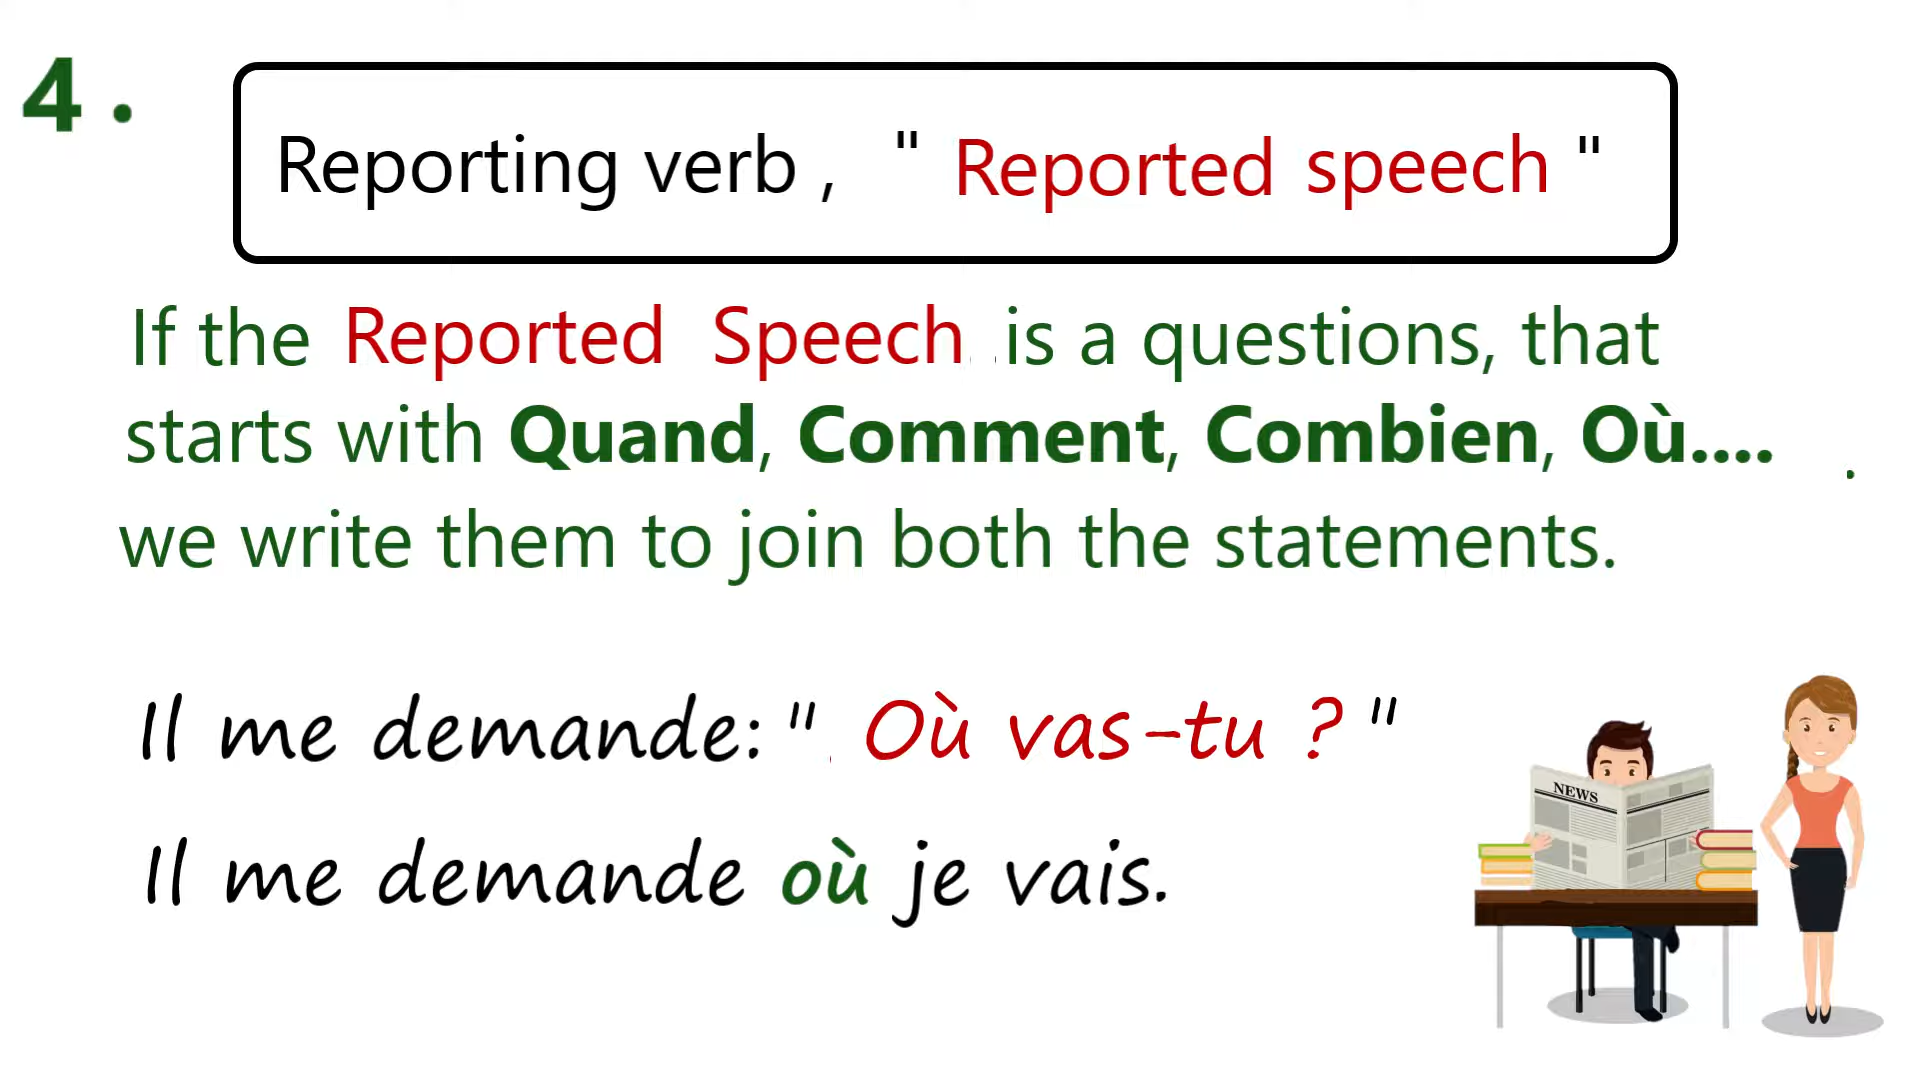 4.
Reporting verb , " Reported speech "
If the Reported Speech is a questions, that
starts with Quand, Comment, Combien, Où....
we write them to join both the statements.
Il me demande: " Où vas-tu ? "
NEWS
Il me demande où je vais.